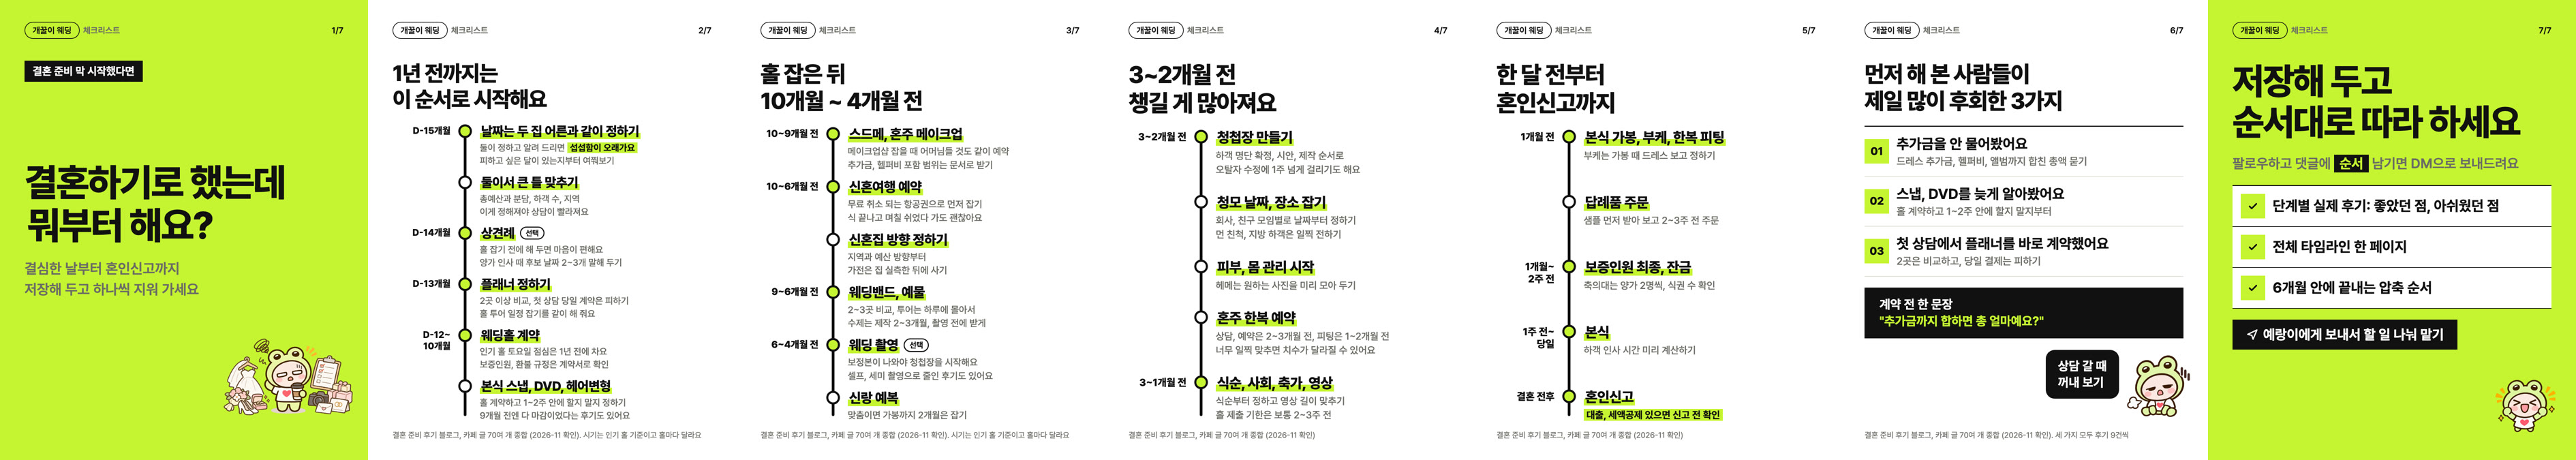 개꿀이 웨딩 체크리스트 1/7
결혼 준비 막 시작했다면
결혼하기로 했는데
뭐부터 해요?
결심한 날부터 혼인신고까지
저장해 두고 하나씩 지워 가세요
개꿀이 웨딩 체크리스트 2/7
1년 전까지는
이 순서로 시작해요
D-15개월 날짜는 두 집 어른과 같이 정하기
둘이 정하고 알려 드리면 섭섭함이 오래가요
피하고 싶은 달이 있는지부터 여쭤보기
둘이서 큰 틀 맞추기
총예산과 분담, 하객 수, 지역
이게 정해져야 상담이 빨라져요
D-14개월 상견례 선택
홀 잡기 전에 해 두면 마음이 편해요
양가 인사 때 후보 날짜 2~3개 말해 두기
D-13개월 플래너 정하기
2곳 이상 비교, 첫 상담 당일 계약은 피하기
홀 투어 일정 잡기를 같이 해 줘요
D-12~
10개월
웨딩홀 계약
인기 홀 토요일 점심은 1년 전에 차요
보증인원, 환불 규정은 계약서로 확인
본식 스냅, DVD, 헤어변형
홀 계약하고 1~2주 안에 할지 말지 정하기
9개월 전엔 다 마감이었다는 후기도 있어요
결혼 준비 후기 블로그, 카페 글 70여 개 종합 (2026-11 확인). 시기는 인기 홀 기준이고 홀마다 달라요
개꿀이 웨딩 체크리스트 3/7
홀 잡은 뒤
10개월 ~ 4개월 전
10~9개월 전 스드메, 혼주 메이크업
메이크업샵 잡을 때 어머님들 것도 같이 예약
추가금, 헬퍼비 포함 범위는 문서로 받기
10~6개월 전 신혼여행 예약
무료 취소 되는 항공권으로 먼저 잡기
식 끝나고 며칠 쉬었다 가도 괜찮아요
신혼집 방향 정하기
지역과 예산 방향부터
가전은 집 실측한 뒤에 사기
9~6개월 전 웨딩밴드, 예물
2~3곳 비교, 투어는 하루에 몰아서
수제는 제작 2~3개월, 촬영 전에 받게
6~4개월 전 웨딩 촬영 선택
보정본이 나와야 청첩장을 시작해요
셀프, 세미 촬영으로 줄인 후기도 있어요
신랑 예복
맞춤이면 가봉까지 2개월은 잡기
결혼 준비 후기 블로그, 카페 글 70여 개 종합 (2026-11 확인). 시기는 인기 홀 기준이고 홀마다 달라요
개꿀이 웨딩 체크리스트 4/7
3~2개월 전
챙길 게 많아져요
3~2개월 전 청첩장 만들기
하객 명단 확정, 시안, 제작 순서로
오탈자 수정에 1주 넘게 걸리기도 해요
청모 날짜, 장소 잡기
회사, 친구 모임별로 날짜부터 정하기
먼 친척, 지방 하객은 일찍 전하기
피부, 몸 관리 시작
헤메는 원하는 사진을 미리 모아 두기
혼주 한복 예약
상담, 예약은 2~3개월 전, 피팅은 1~2개월 전
너무 일찍 맞추면 치수가 달라질 수 있어요
3~1개월 전 식순, 사회, 축가, 영상
식순부터 정하고 영상 길이 맞추기
홀 제출 기한은 보통 2~3주 전
결혼 준비 후기 블로그, 카페 글 70여 개 종합 (2026-11 확인)
개꿀이 웨딩 체크리스트 5/7
한 달 전부터
혼인신고까지
1개월 전 본식 가봉, 부케, 한복 피팅
부케는 가봉 때 드레스 보고 정하기
답례품 주문
샘플 먼저 받아 보고 2~3주 전 주문
1개월~
2주 전
보증인원 최종, 잔금
축의대는 양가 2명씩, 식권 수 확인
1주 전~
당일
본식
하객 인사 시간 미리 계산하기
결혼 전후 혼인신고
대출, 세액공제 있으면 신고 전 확인
결혼 준비 후기 블로그, 카페 글 70여 개 종합 (2026-11 확인)
개꿀이 웨딩 체크리스트 6/7
먼저 해 본 사람들이
제일 많이 후회한 3가지
01 추가금을 안 물어봤어요
드레스 추가금, 헬퍼비, 앨범까지 합친 총액 묻기
02 스냅, DVD를 늦게 알아봤어요
홀 계약하고 1~2주 안에 할지 말지부터
03 첫 상담에서 플래너를 바로 계약했어요
2곳은 비교하고, 당일 결제는 피하기
계약 전 한 문장
"추가금까지 합하면 총 얼마예요?"
상담 갈 때
꺼내 보기
결혼 준비 후기 블로그, 카페 글 70여 개 종합 (2026-11 확인). 세 가지 모두 후기 9건씩
개꿀이 웨딩 체크리스트 7/7
저장해 두고
순서대로 따라 하세요
팔로우하고 댓글에 순서 남기면 DM으로 보내드려요
단계별 실제 후기: 좋았던 점, 아쉬웠던 점
전체 타임라인 한 페이지
6개월 안에 끝내는 압축 순서
예랑이에게 보내서 할 일 나눠 맡기